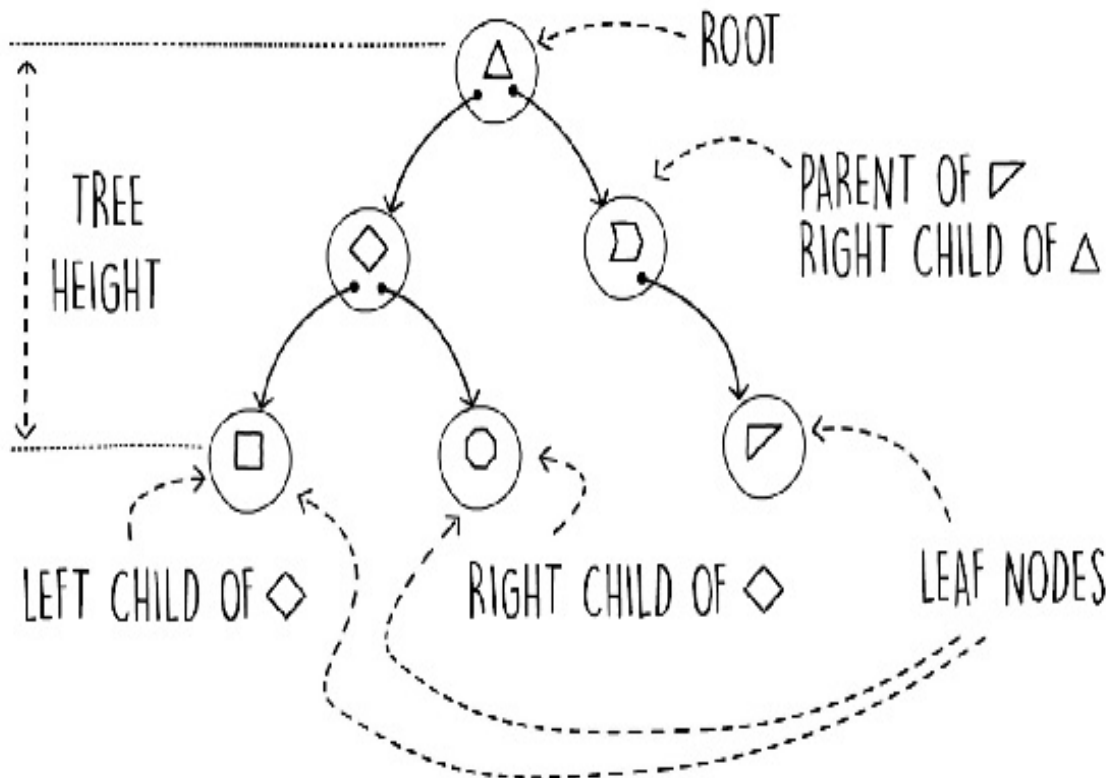 ROOT
TREE
HEIGHT
PARENT OF
RIGHT CHILD OF
LEFT CHILD OF
RIGHT CHILD OF
LEAF NODES